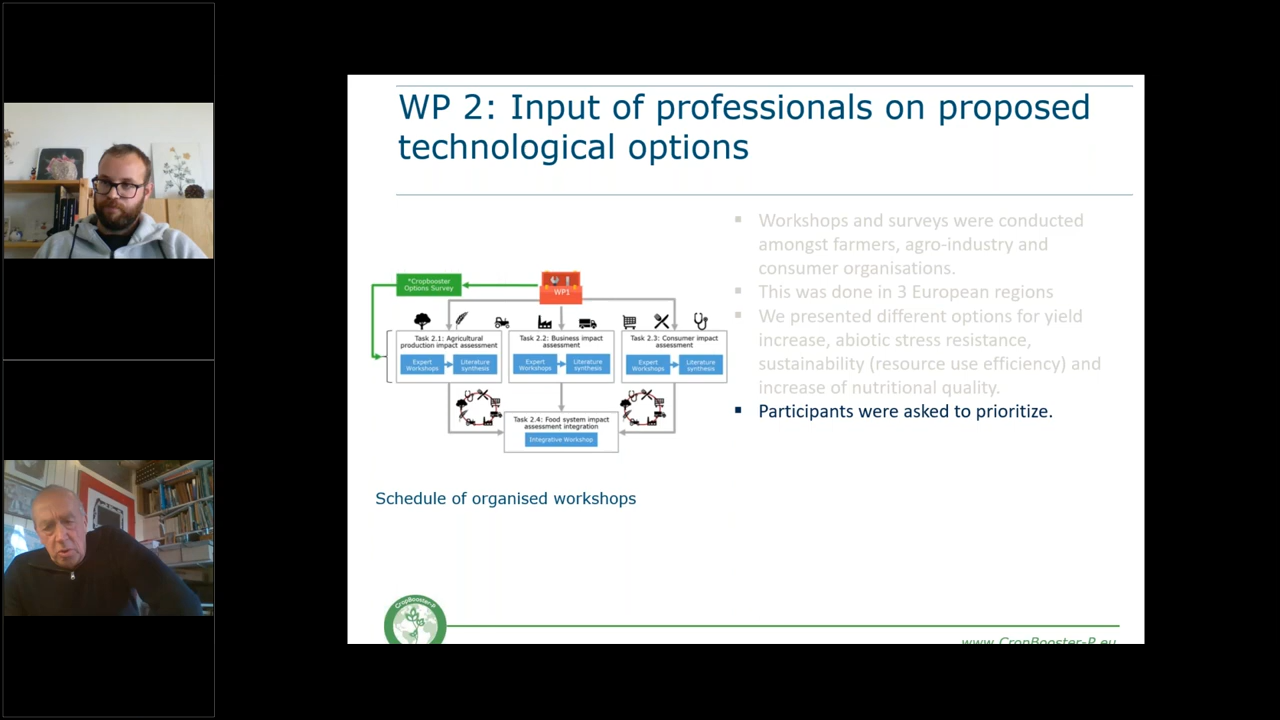 WP 2: Input of professionals on proposed
technological options
Workshops and surveys were conducted
amongst farmers, agro-industry and
consumer organisations.
This was done in 3 European regions
We presented different options for yield
increase, abiotic stress resistance,
sustainability (resource use efficiency) and
increase of nutritional quality.
Participants were asked to prioritize.
*Cropbooster
Options Survey
WP1
Task 2.1: Agricultural
production impact assessment
Expert
Workshops
Literature
synthesis
Task 2.2: Business impact
assessment
Expert
Workshops
Literature
synthesis
Task 2.3: Consumer impact
assessment
Expert
Workshops
Literature
synthesis
Task 2.4: Food system impact
assessment integration
Integrative Workshop
Schedule of organised workshops
CropBooster-P
www.CropBooster-P.eu